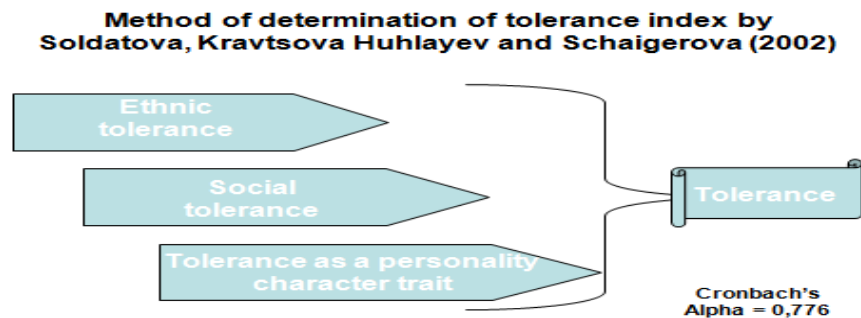 Method of determination of tolerance index by
Soldatova, Kravtsova Huhlayev and Schaigerova (2002)
Ethnic
tolerance
Social
tolerance
Tolerance as a personality
character trait
Tolerance
Cronbach's
Alpha = 0,776